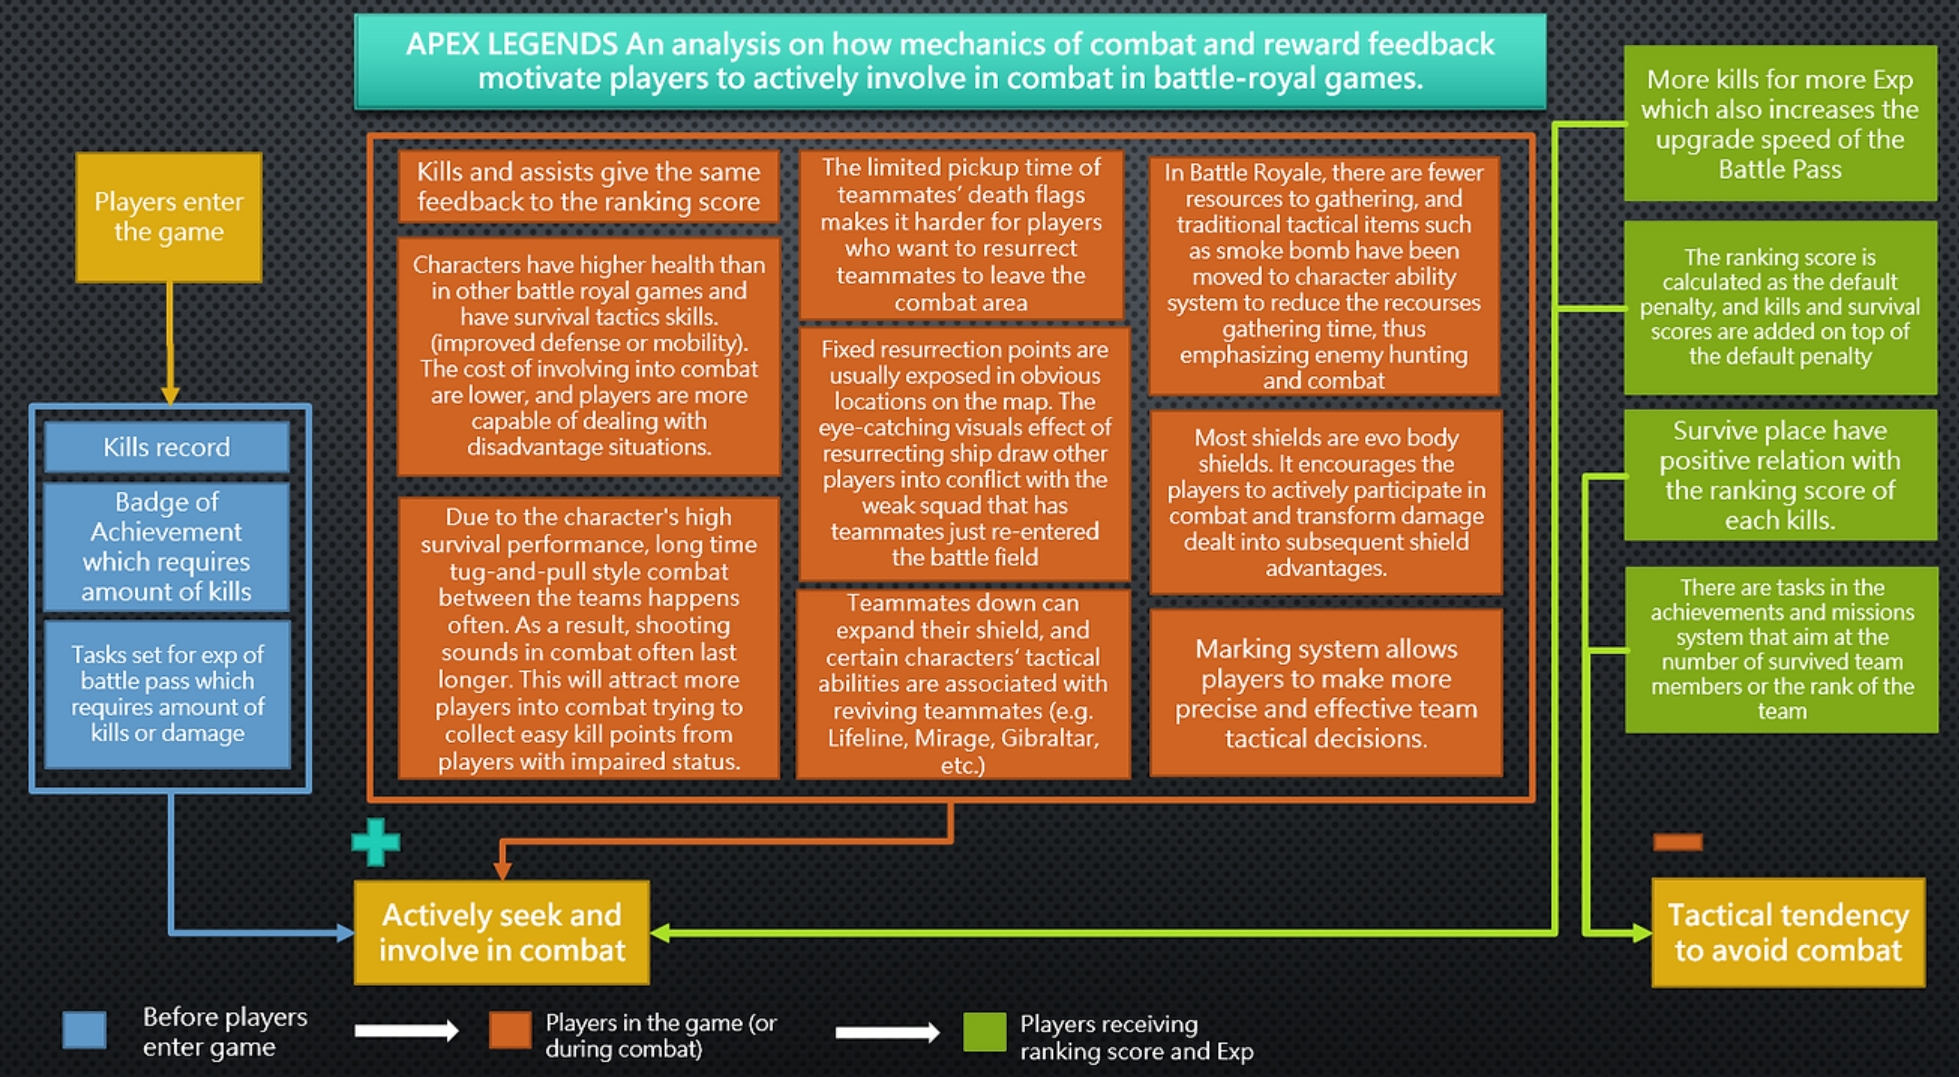 APEX LEGENDS An analysis on how mechanics of combat and reward feedback
motivate players to actively involve in combat in battle-royal games.
Players enter
the game
Kills record
Badge of
Achievement
which requires
amount of kills
Tasks set for exp of
battle pass which
requires amount of
kills or damage
Kills and assists give the same
feedback to the ranking score
Characters have higher health than
in other battle royal games and
have survival tactics skills.
(improved defense or mobility).
The cost of involving into combat
are lower, and players are more
capable of dealing with
disadvantage situations.
Due to the character's high
survival performance, long time
tug-and-pull style combat
between the teams happens
often. As a result, shooting
sounds in combat often last
longer. This will attract more
players into combat trying to
collect easy kill points from
players with impaired status.
The limited pickup time of
teammates' death flags
makes it harder for players
who want to resurrect
teammates to leave the
combat area
Fixed resurrection points are
usually exposed in obvious
locations on the map. The
eye-catching visuals effect of
resurrecting ship draw other
players into conflict with the
weak squad that has
teammates just re-entered
the battle field
Teammates down can
expand their shield, and
certain characters' tactical
abilities are associated with
reviving teammates (e.g.
Lifeline, Mirage, Gibraltar,
etc.)
In Battle Royale, there are fewer
resources to gathering, and
traditional tactical items such
as smoke bomb have been
moved to character ability
system to reduce the recourses
gathering time, thus
emphasizing enemy hunting
and combat
Most shields are evo body
shields. It encourages the
players to actively participate in
combat and transform damage
dealt into subsequent shield
advantages.
Marking system allows
players to make more
precise and effective team
tactical decisions.
More kills for more Exp
which also increases the
upgrade speed of the
Battle Pass
The ranking score is
calculated as the default
penalty, and kills and survival
scores are added on top of
the default penalty
Survive place have
positive relation with
the ranking score of
each kills.
There are tasks in the
achievements and missions
system that aim at the
number of survived team
members or the rank of the
team
Actively seek and
involve in combat
Tactical tendency
to avoid combat
Before players
enter game
Players in the game (or
during combat)
Players receiving
ranking score and Exp